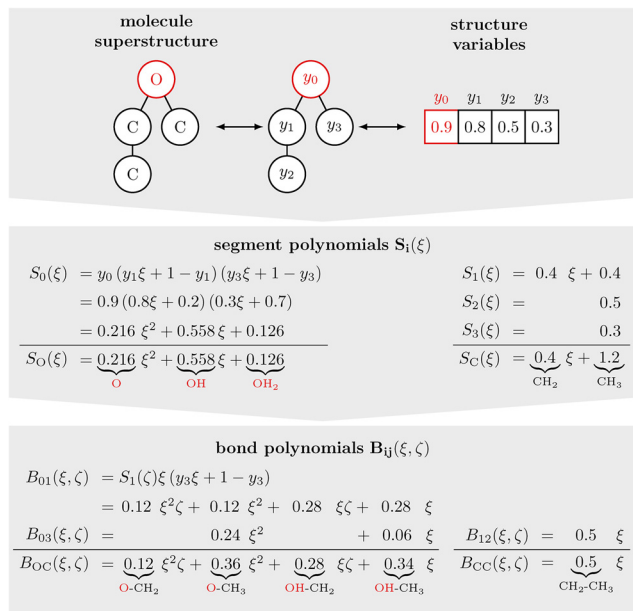 molecule
superstructure
structure
variables
O
C C
C
y₀
y₁ y₃
y₂
y₀ y₁ y₂ y₃
0.9 0.8 0.5 0.3
segment polynomials Sᵢ(ξ)
S₀(ξ) = y₀ (y₁ξ + 1 − y₁) (y₃ξ + 1 − y₃)
= 0.9 (0.8ξ + 0.2) (0.3ξ + 0.7)
= 0.216 ξ² + 0.558 ξ + 0.126
S_O(ξ) = 0.216 ξ² + 0.558 ξ + 0.126
O OH OH₂
S₁(ξ) = 0.4 ξ + 0.4
S₂(ξ) = 0.5
S₃(ξ) = 0.3
S_C(ξ) = 0.4 ξ + 1.2
CH₂ CH₃
bond polynomials Bᵢⱼ(ξ, ζ)
B₀₁(ξ, ζ) = S₁(ζ)ξ (y₃ξ + 1 − y₃)
= 0.12 ξ²ζ + 0.12 ξ² + 0.28 ξζ + 0.28 ξ
B₀₃(ξ, ζ) = 0.24 ξ² + 0.06 ξ
B_OC(ξ, ζ) = 0.12 ξ²ζ + 0.36 ξ² + 0.28 ξζ + 0.34 ξ
O-CH₂ O-CH₃ OH-CH₂ OH-CH₃
B₁₂(ξ, ζ) = 0.5 ξ
B_CC(ξ, ζ) = 0.5 ξ
CH₂-CH₃